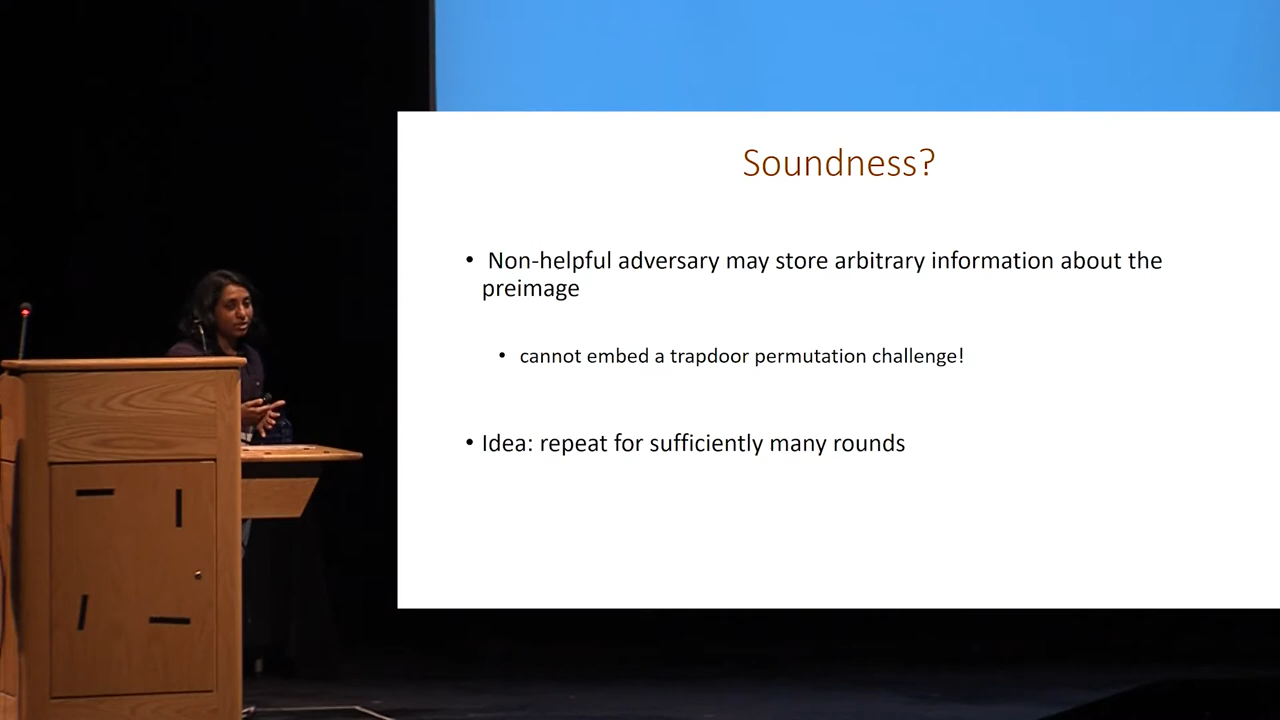 Soundness?
• Non-helpful adversary may store arbitrary information about the
preimage
• cannot embed a trapdoor permutation challenge!
• Idea: repeat for sufficiently many rounds